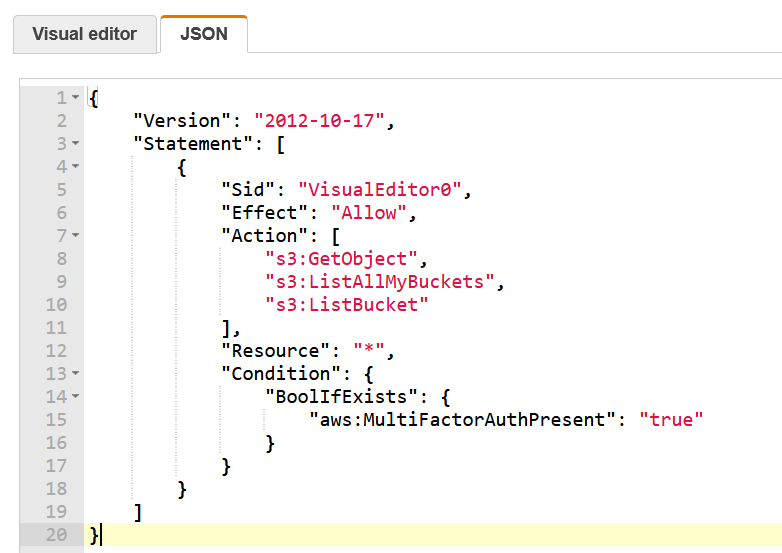 Visual editor
JSON
1 {
2 "Version": "2012-10-17",
3 "Statement": [
4 {
5 "Sid": "VisualEditor0",
6 "Effect": "Allow",
7 "Action": [
8 "s3:GetObject",
9 "s3:ListAllMyBuckets",
10 "s3:ListBucket"
11 ],
12 "Resource": "*",
13 "Condition": {
14 "BoolIfExists": {
15 "aws:MultiFactorAuthPresent": "true"
16 }
17 }
18 }
19 ]
20 }